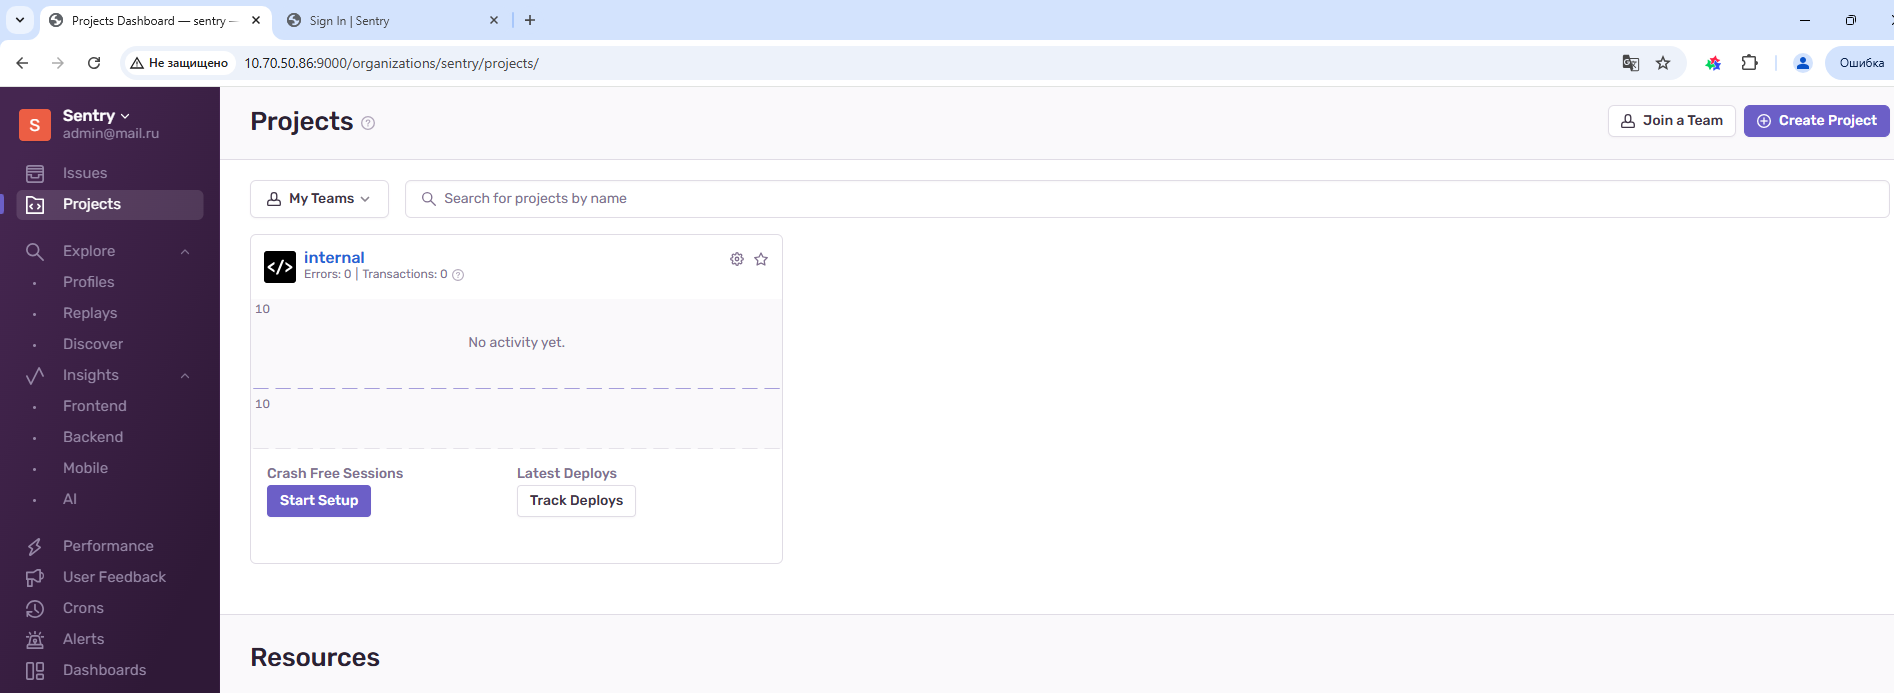 Projects Dashboard — sentry —
Sign In | Sentry
Не защищено
10.70.50.86:9000/organizations/sentry/projects/
Ошибка
S
Sentry
admin@mail.ru
Issues
Projects
Explore
Profiles
Replays
Discover
Insights
Frontend
Backend
Mobile
AI
Performance
User Feedback
Crons
Alerts
Dashboards
Projects
Join a Team
Create Project
My Teams
Search for projects by name
internal
Errors: 0 | Transactions: 0
10
No activity yet.
10
Crash Free Sessions
Latest Deploys
Start Setup
Track Deploys
Resources